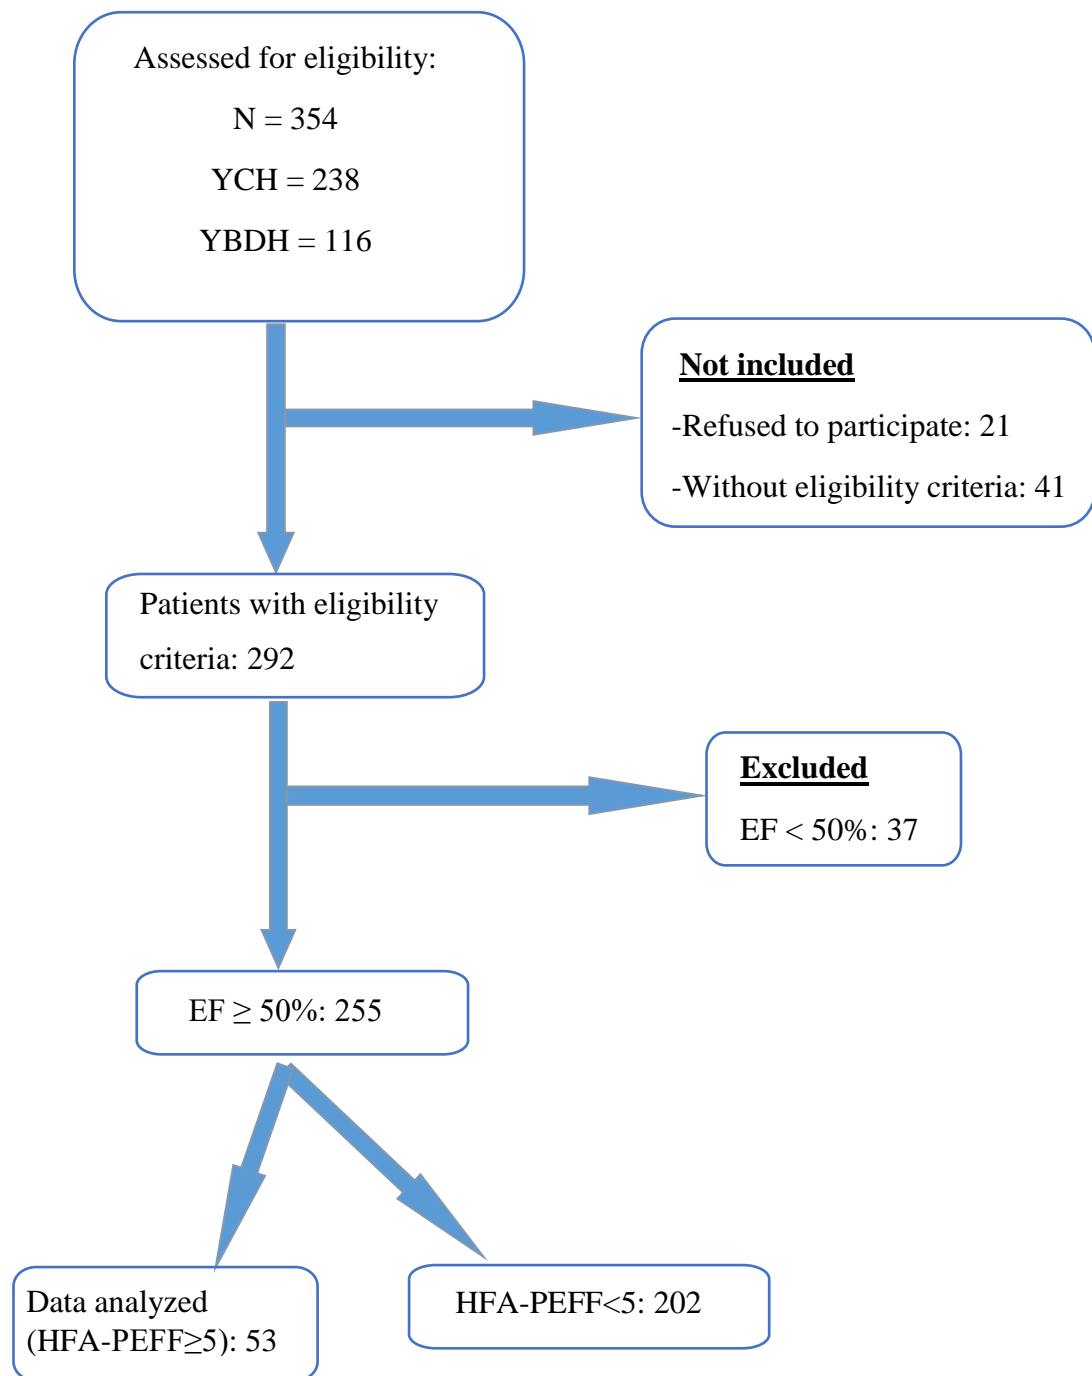 Assessed for eligibility:
N = 354
YCH = 238
YBDH = 116
Not included
-Refused to participate: 21
-Without eligibility criteria: 41
Patients with eligibility
criteria: 292
Excluded
EF < 50%: 37
EF ≥ 50%: 255
Data analyzed
(HFA-PEFF≥5): 53
HFA-PEFF<5: 202